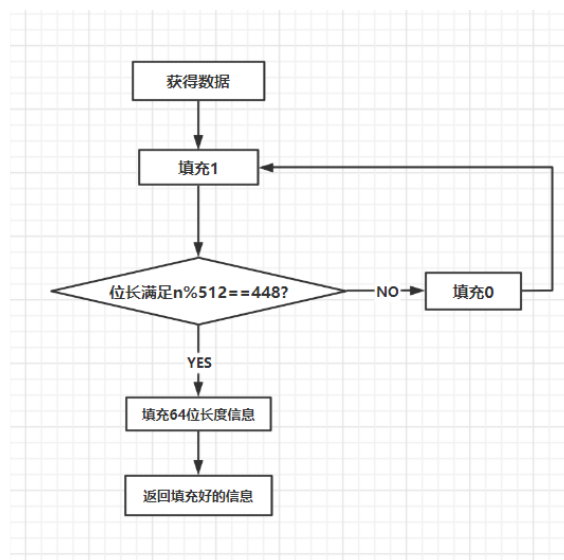 获得数据
填充1
位长满足n%512==448?
NO
填充0
YES
填充64位长度信息
返回填充好的信息